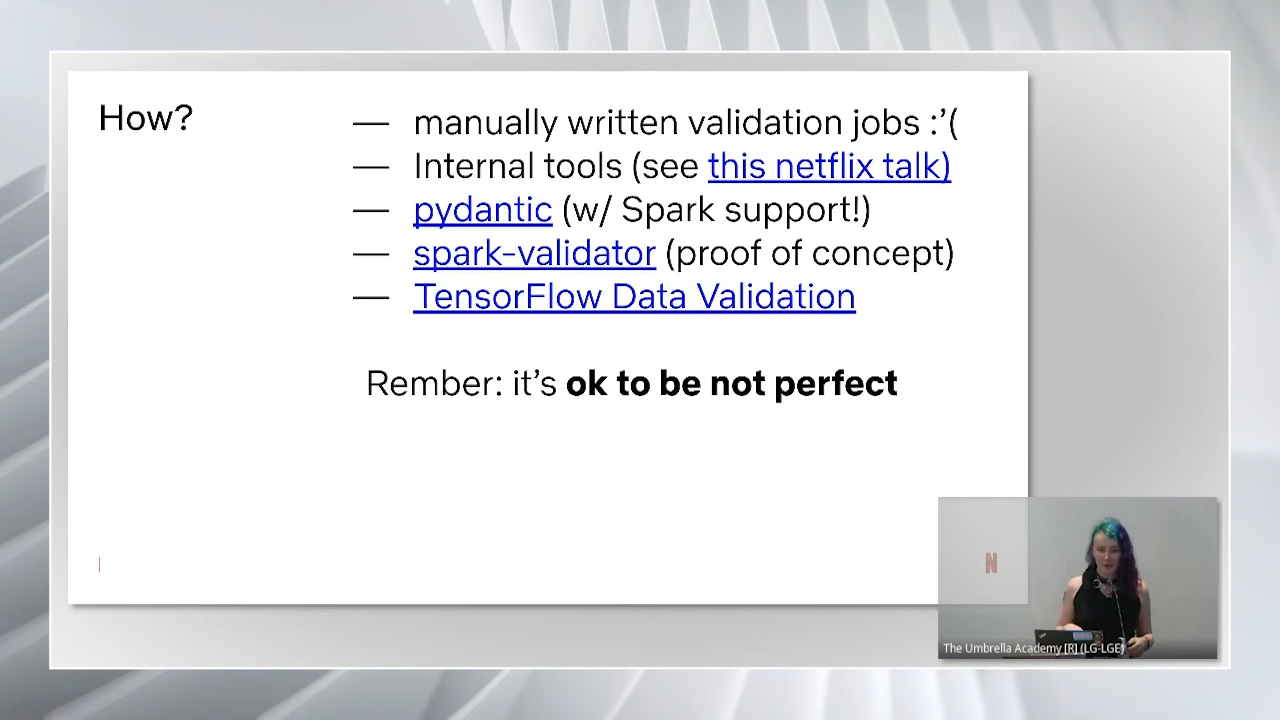 How?
— manually written validation jobs :’(
— Internal tools (see this netflix talk)
— pydantic (w/ Spark support!)
— spark-validator (proof of concept)
— TensorFlow Data Validation
Rember: it’s ok to be not perfect
N
The Umbrella Academy [R] (LG-LGE)